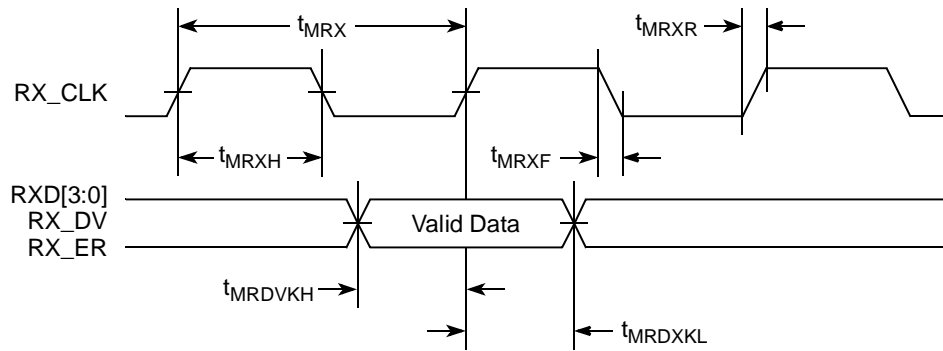 tMRX
tMRXR
RX_CLK
tMRXH
tMRXF
RXD[3:0]
RX_DV
Valid Data
RX_ER
tMRDVKH
tMRDXKL